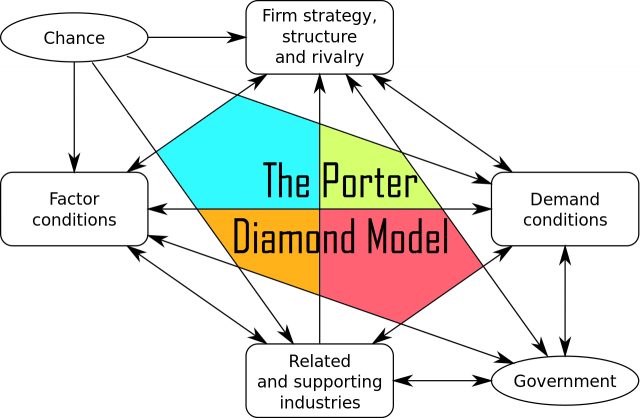 Chance
Firm strategy,
structure
and rivalry
The Porter
Diamond Model
Factor
conditions
Demand
conditions
Related
and supporting
industries
Government